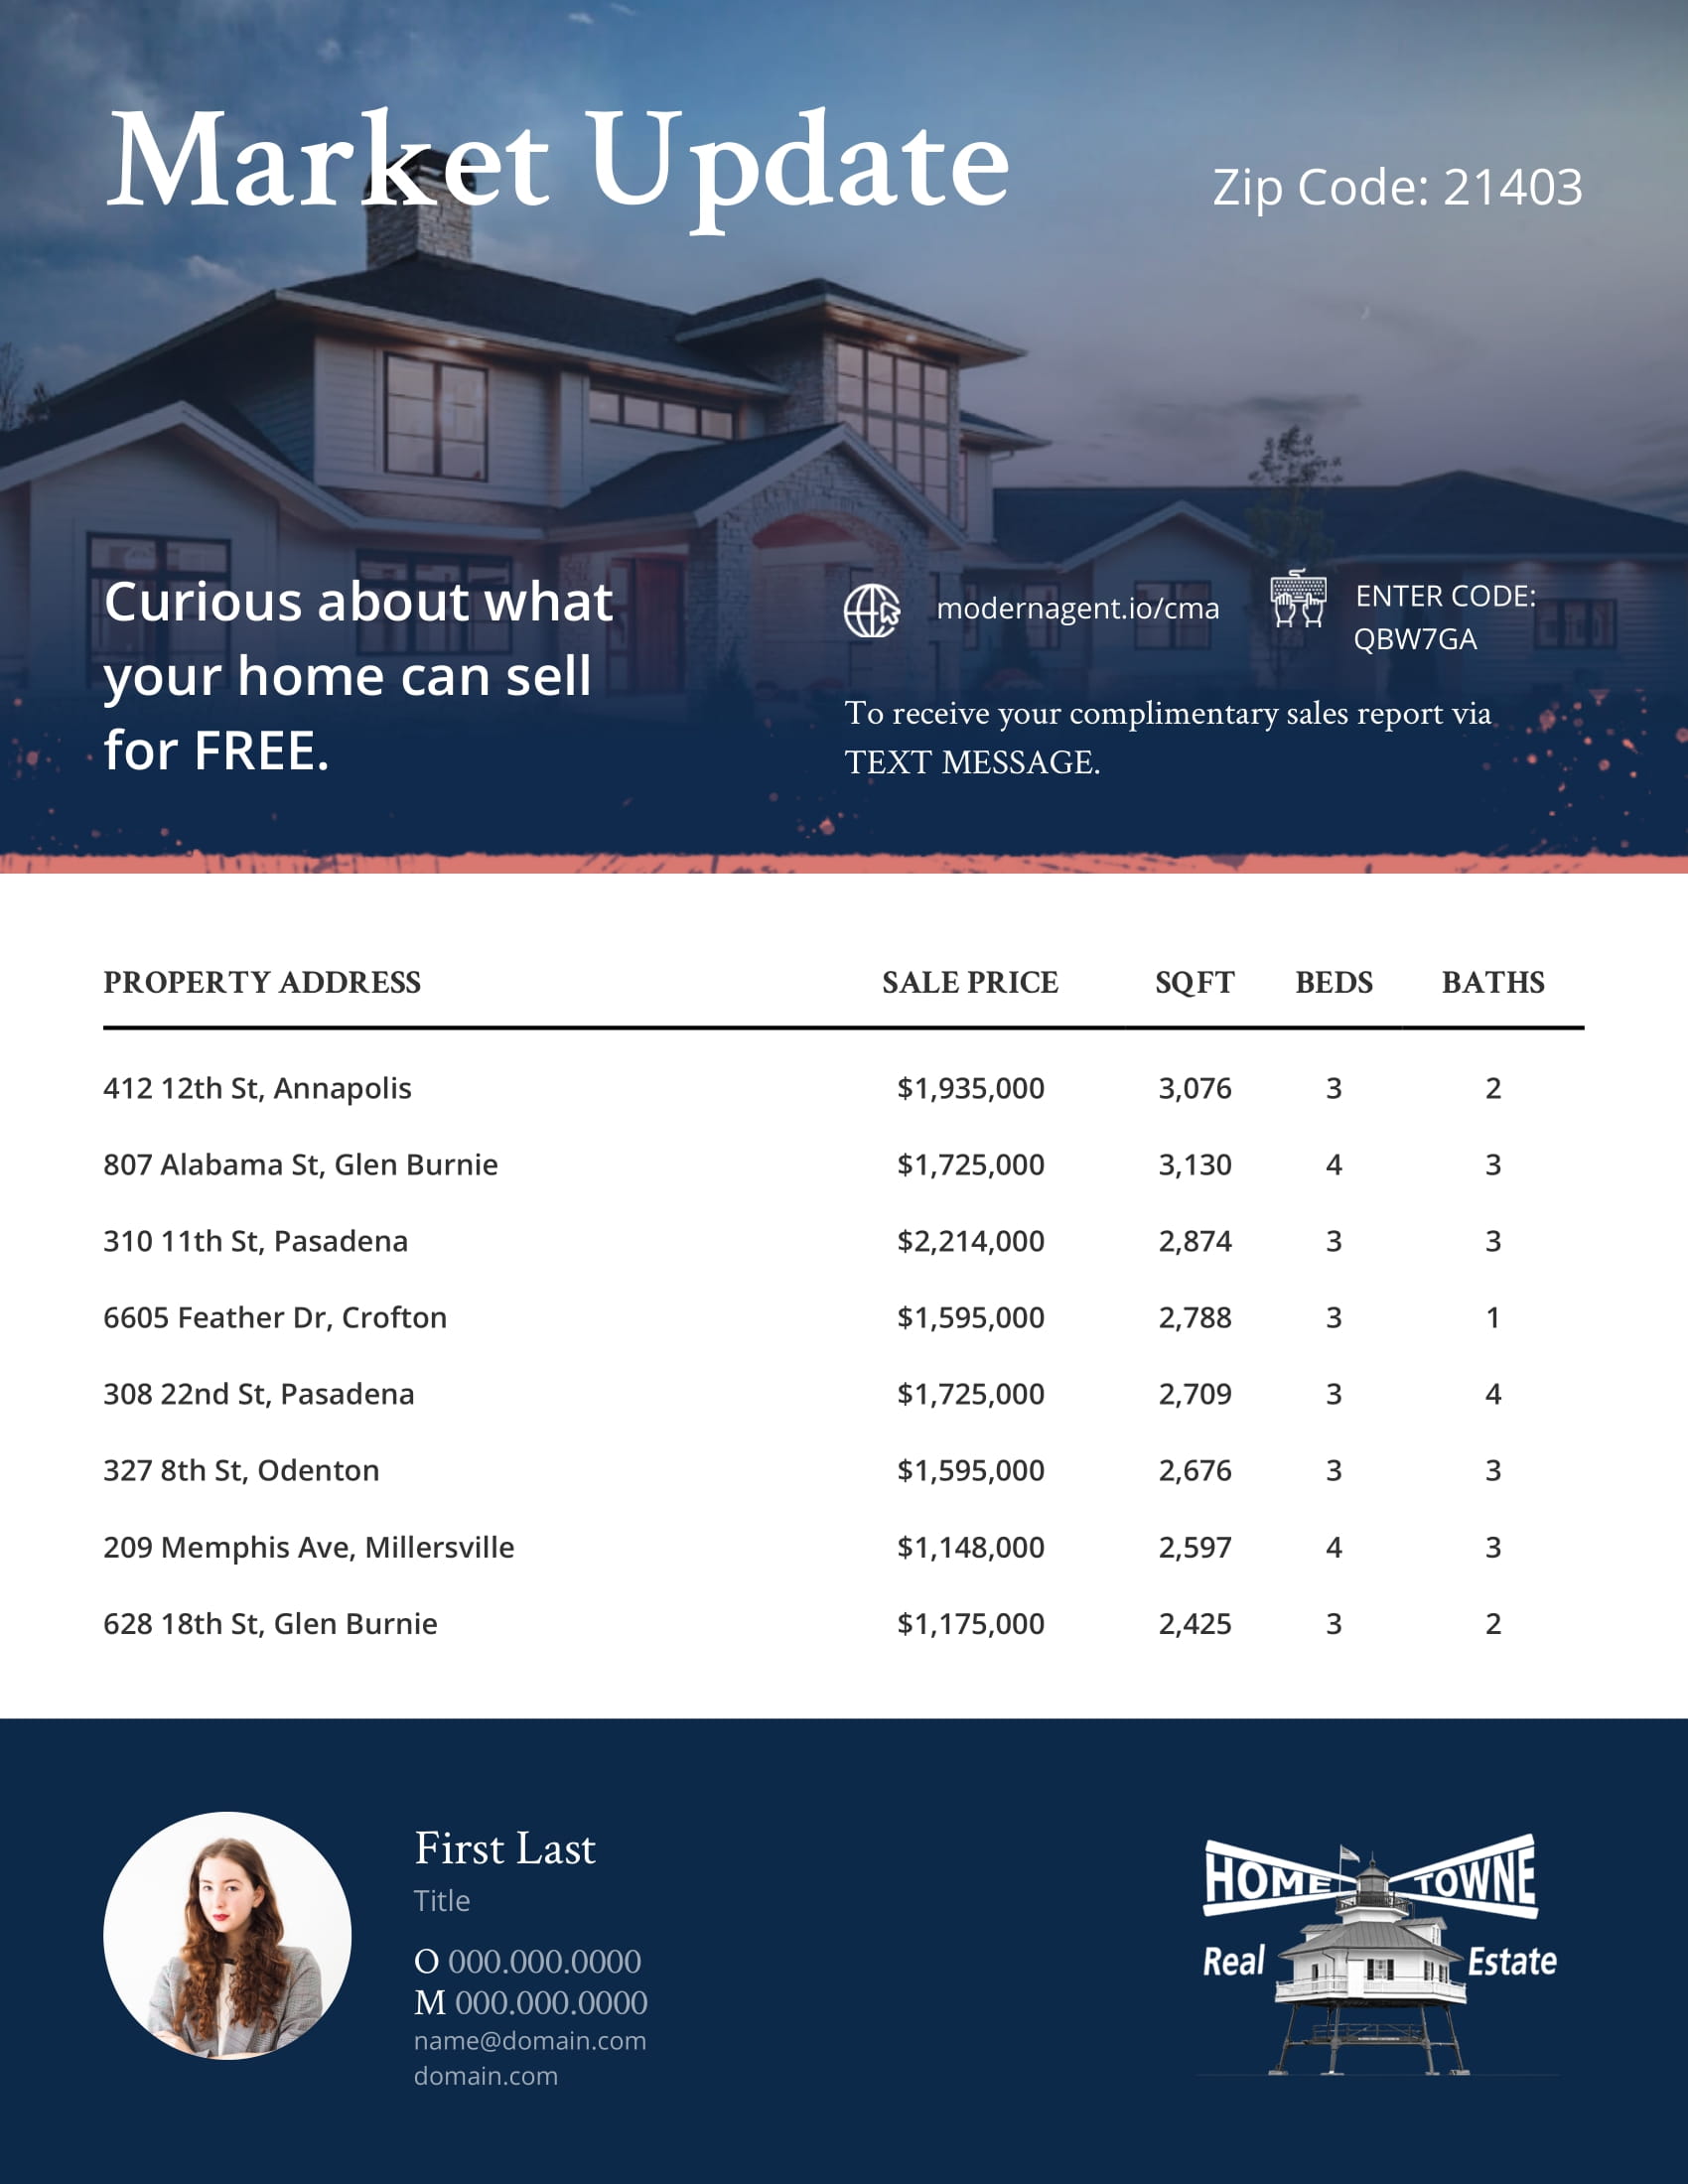 Market Update
Zip Code: 21403
Curious about what
your home can sell
for FREE.
modernagent.io/cma
ENTER CODE:
QBW7GA
To receive your complimentary sales report via
TEXT MESSAGE.
PROPERTY ADDRESS SALE PRICE SQFT BEDS BATHS
412 12th St, Annapolis $1,935,000 3,076 3 2
807 Alabama St, Glen Burnie $1,725,000 3,130 4 3
310 11th St, Pasadena $2,214,000 2,874 3 3
6605 Feather Dr, Crofton $1,595,000 2,788 3 1
308 22nd St, Pasadena $1,725,000 2,709 3 4
327 8th St, Odenton $1,595,000 2,676 3 3
209 Memphis Ave, Millersville $1,148,000 2,597 4 3
628 18th St, Glen Burnie $1,175,000 2,425 3 2
First Last
Title
O 000.000.0000
M 000.000.0000
name@domain.com
domain.com
HOME TOWNE
Real Estate